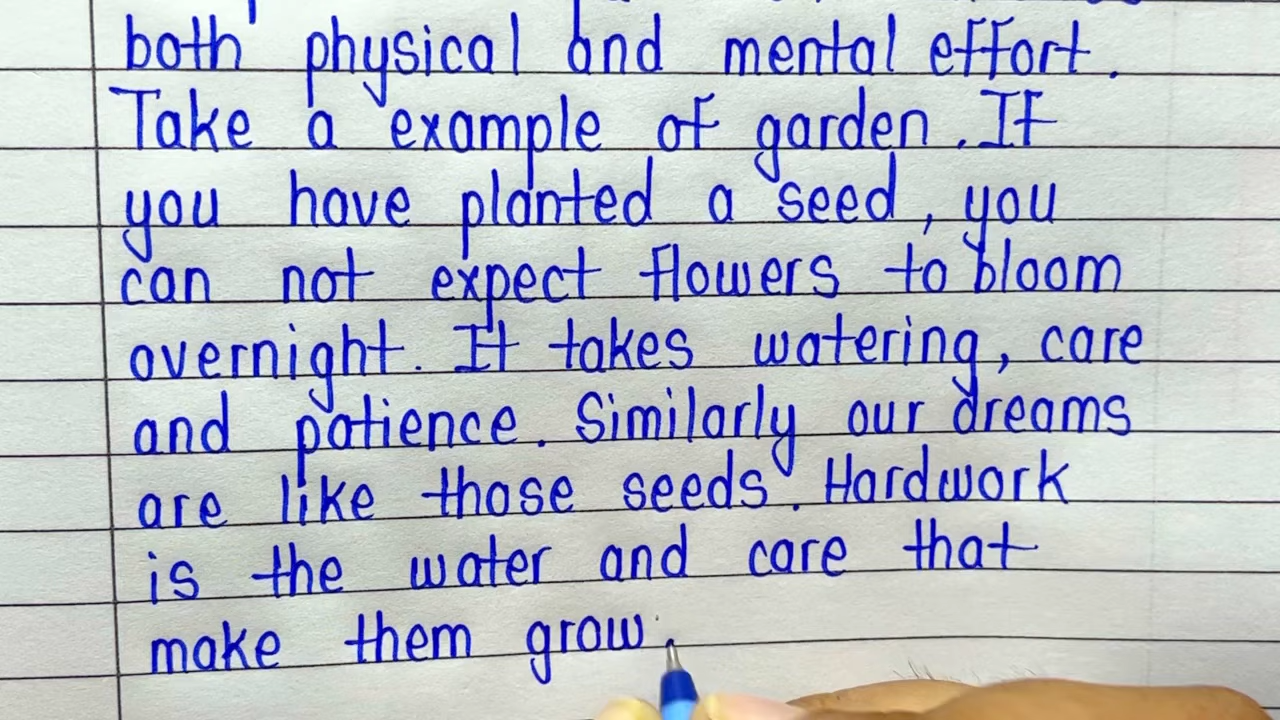 both physical and mental effort.
Take a example of garden. If
you have planted a seed, you
can not expect flowers to bloom
overnight. It takes watering, care
and patience. Similarly our dreams
are like those seeds. Hardwork
is the water and care that
make them grow.